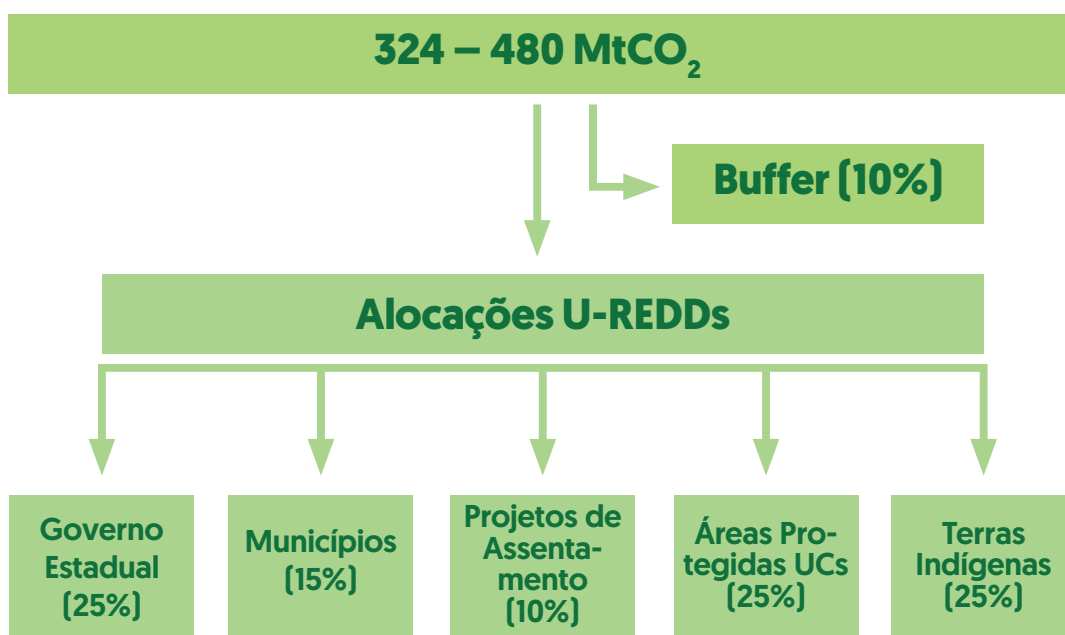 324 – 480 MtCO₂
Buffer (10%)
Alocações U-REDDs
Governo
Estadual
(25%)
Municípios
(15%)
Projetos de
Assenta-
mento
(10%)
Áreas Pro-
tegidas UCs
(25%)
Terras
Indígenas
(25%)